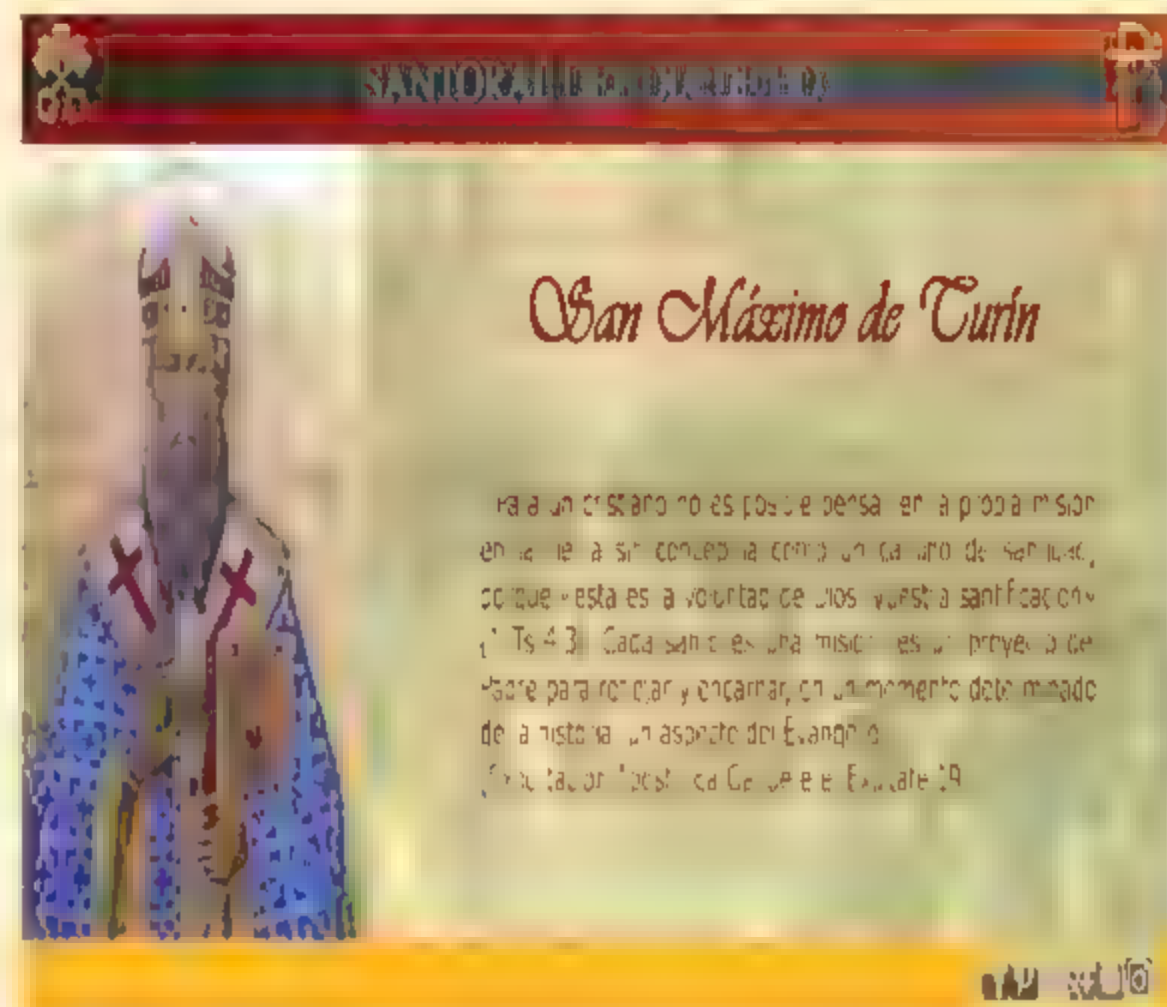 San Máximo de Turín
Para un cristiano no es posible pensar en la propia misión
en la tierra sin concebirla como un camino de santidad,
porque «esta es la voluntad de Dios: vuestra santificación»
(1 Ts 4,3). Cada santo es una misión; es un proyecto del
Padre para reflejar y encarnar, en un momento determinado
de la historia, un aspecto del Evangelio.
Exhortación Apostólica Gaudete et Exsultate 19